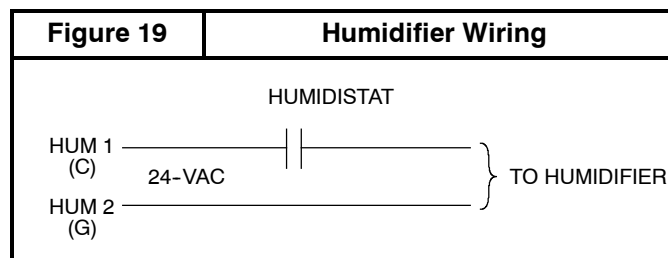 Figure 19
Humidifier Wiring
HUMIDISTAT
HUM 1
(C)
24-VAC
TO HUMIDIFIER
HUM 2
(G)